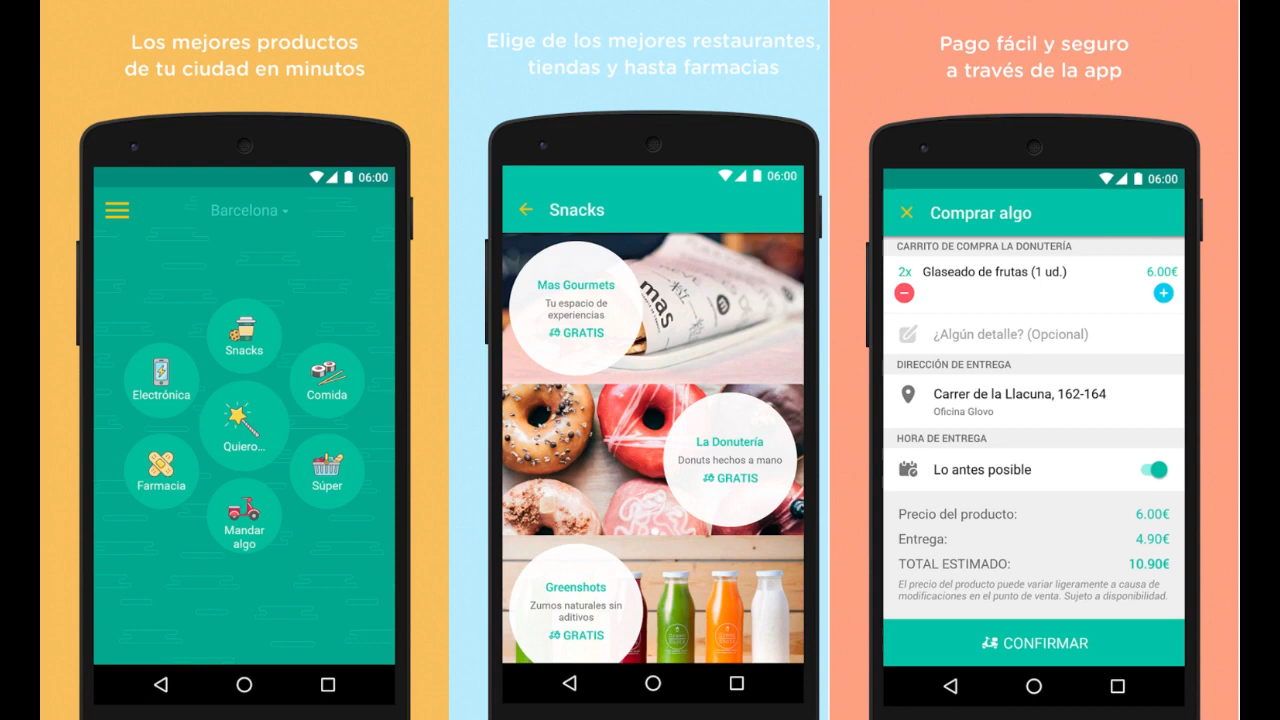 Los mejores productos
de tu ciudad en minutos
06:00
Barcelona
Snacks
Electrónica
Comida
Quiero...
Farmacia
Súper
Mandar
algo
Elige de los mejores restaurantes,
tiendas y hasta farmacias
06:00
Snacks
Mas Gourmets
Tu espacio de
experiencias
GRATIS
mas
La Donutería
Donuts hechos a mano
GRATIS
Greenshots
Zumos naturales sin
aditivos
GRATIS
Pago fácil y seguro
a través de la app
06:00
Comprar algo
CARRITO DE COMPRA LA DONUTERÍA
2x Glaseado de frutas (1 ud.) 6.00€
¿Algún detalle? (Opcional)
DIRECCIÓN DE ENTREGA
Carrer de la Llacuna, 162-164
Oficina Glovo
HORA DE ENTREGA
Lo antes posible
Precio del producto: 6.00€
Entrega: 4.90€
TOTAL ESTIMADO: 10.90€
El precio del producto puede variar ligeramente a causa de
modificaciones en el punto de venta. Sujeto a disponibilidad.
CONFIRMAR